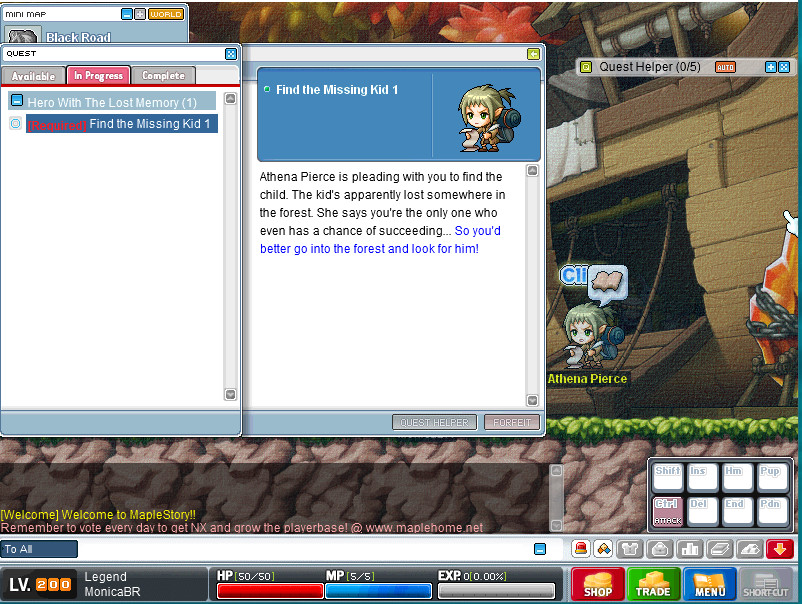 MINI MAP
WORLD
Black Road
QUEST
Available
In Progress
Complete
Hero With The Lost Memory (1)
Find the Missing Kid 1
Find the Missing Kid 1
Athena Pierce is pleading with you to find the
child. The kid's apparently lost somewhere in
the forest. She says you're the only one who
even has a chance of succeeding... So you'd
better go into the forest and look for him!
QUEST HELPER
FORFEIT
Quest Helper (0/5)
AUTO
Cli
Athena Pierce
Shift
Ins
Hm
Pup
Ctrl
ATTACK
Del
End
Pdn
[Welcome] Welcome to MapleStory!!
Remember to vote every day to get NX and grow the playerbase! @ www.maplehome.net
To All
LV. 200
Legend
MonicaBR
HP[50/50]
MP[5/5]
EXP 0[0.00%]
SHOP
TRADE
MENU
SHORT-CUT